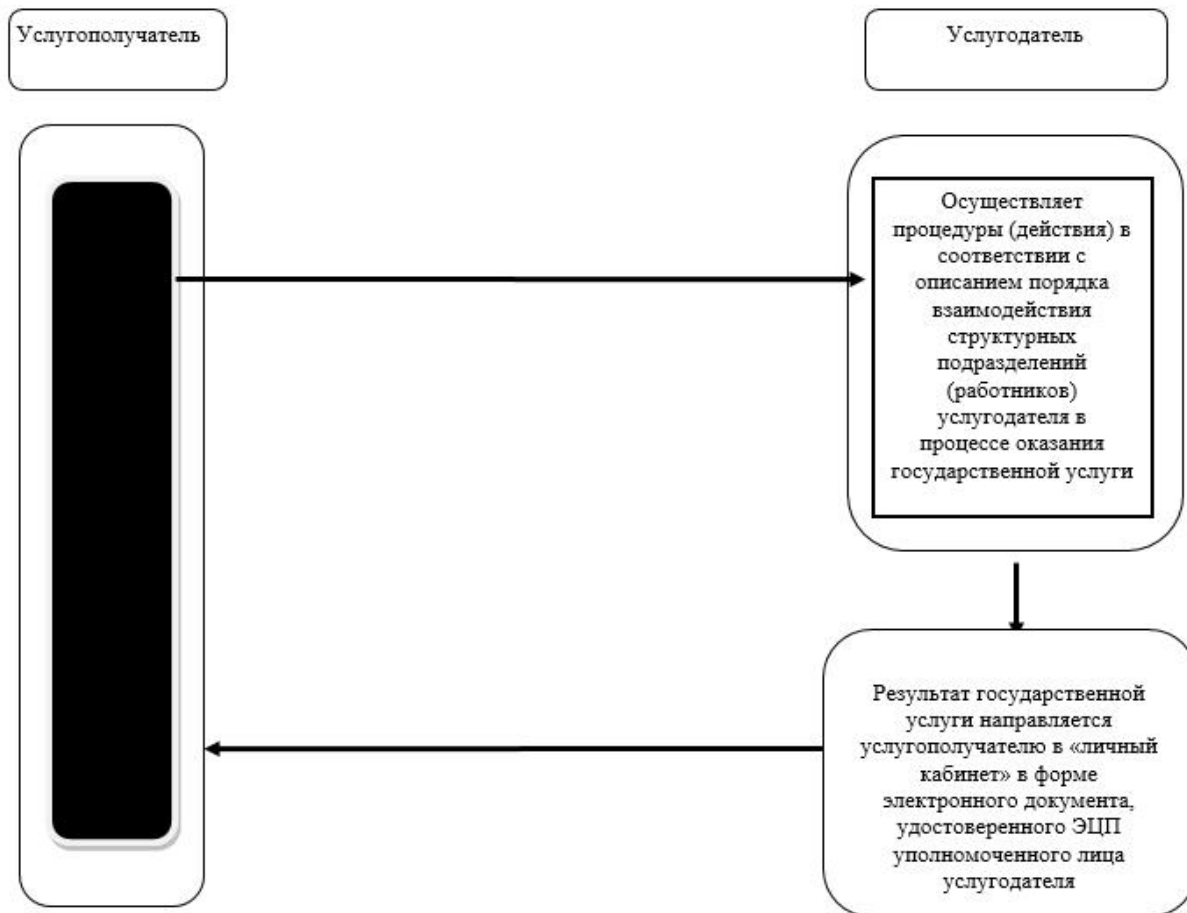 Услугополучатель
Услугодатель
Осуществляет
процедуры (действия) в
соответствии с
описанием порядка
взаимодействия
структурных
подразделений
(работников)
услугодателя в
процессе оказания
государственной услуги
Результат государственной
услуги направляется
услугополучателю в «личный
кабинет» в форме
электронного документа,
удостоверенного ЭЦП
уполномоченного лица
услугодателя